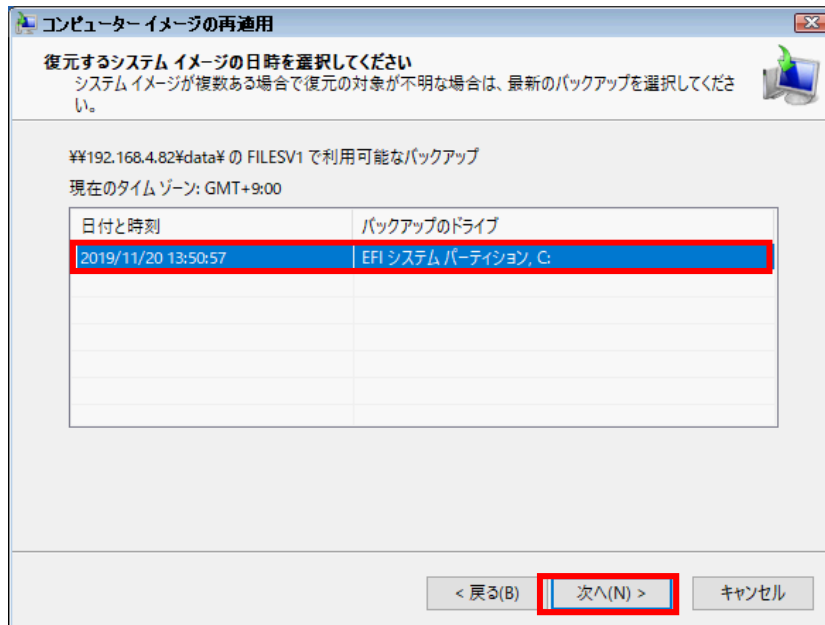 コンピューター イメージの再適用
復元するシステム イメージの日時を選択してください
システム イメージが複数ある場合で復元の対象が不明な場合は、最新のバックアップを選択してくださ
い。
¥¥192.168.4.82¥data¥ の FILESV1 で利用可能なバックアップ
現在のタイム ゾーン: GMT+9:00
日付と時刻 バックアップのドライブ
2019/11/20 13:50:57 EFI システム パーティション, C:
< 戻る(B) 次へ(N) > キャンセル